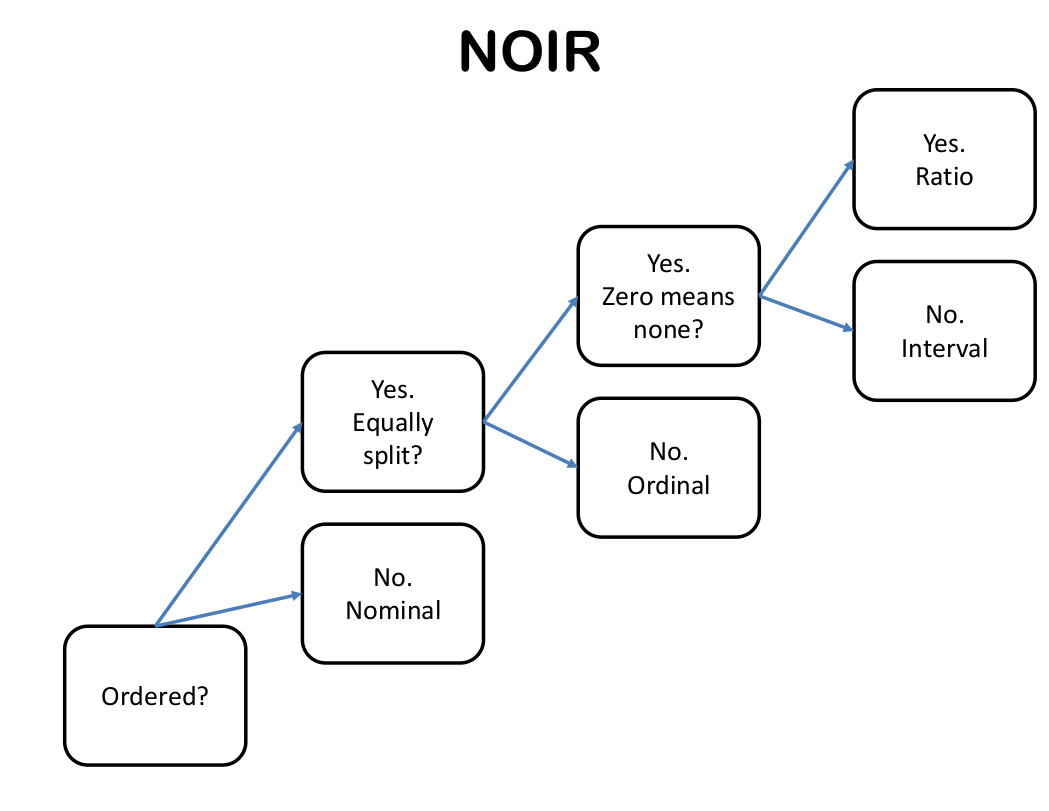 NOIR
Yes.
Ratio
Yes.
Zero means
none?
No.
Interval
Yes.
Equally
split?
No.
Ordinal
No.
Nominal
Ordered?